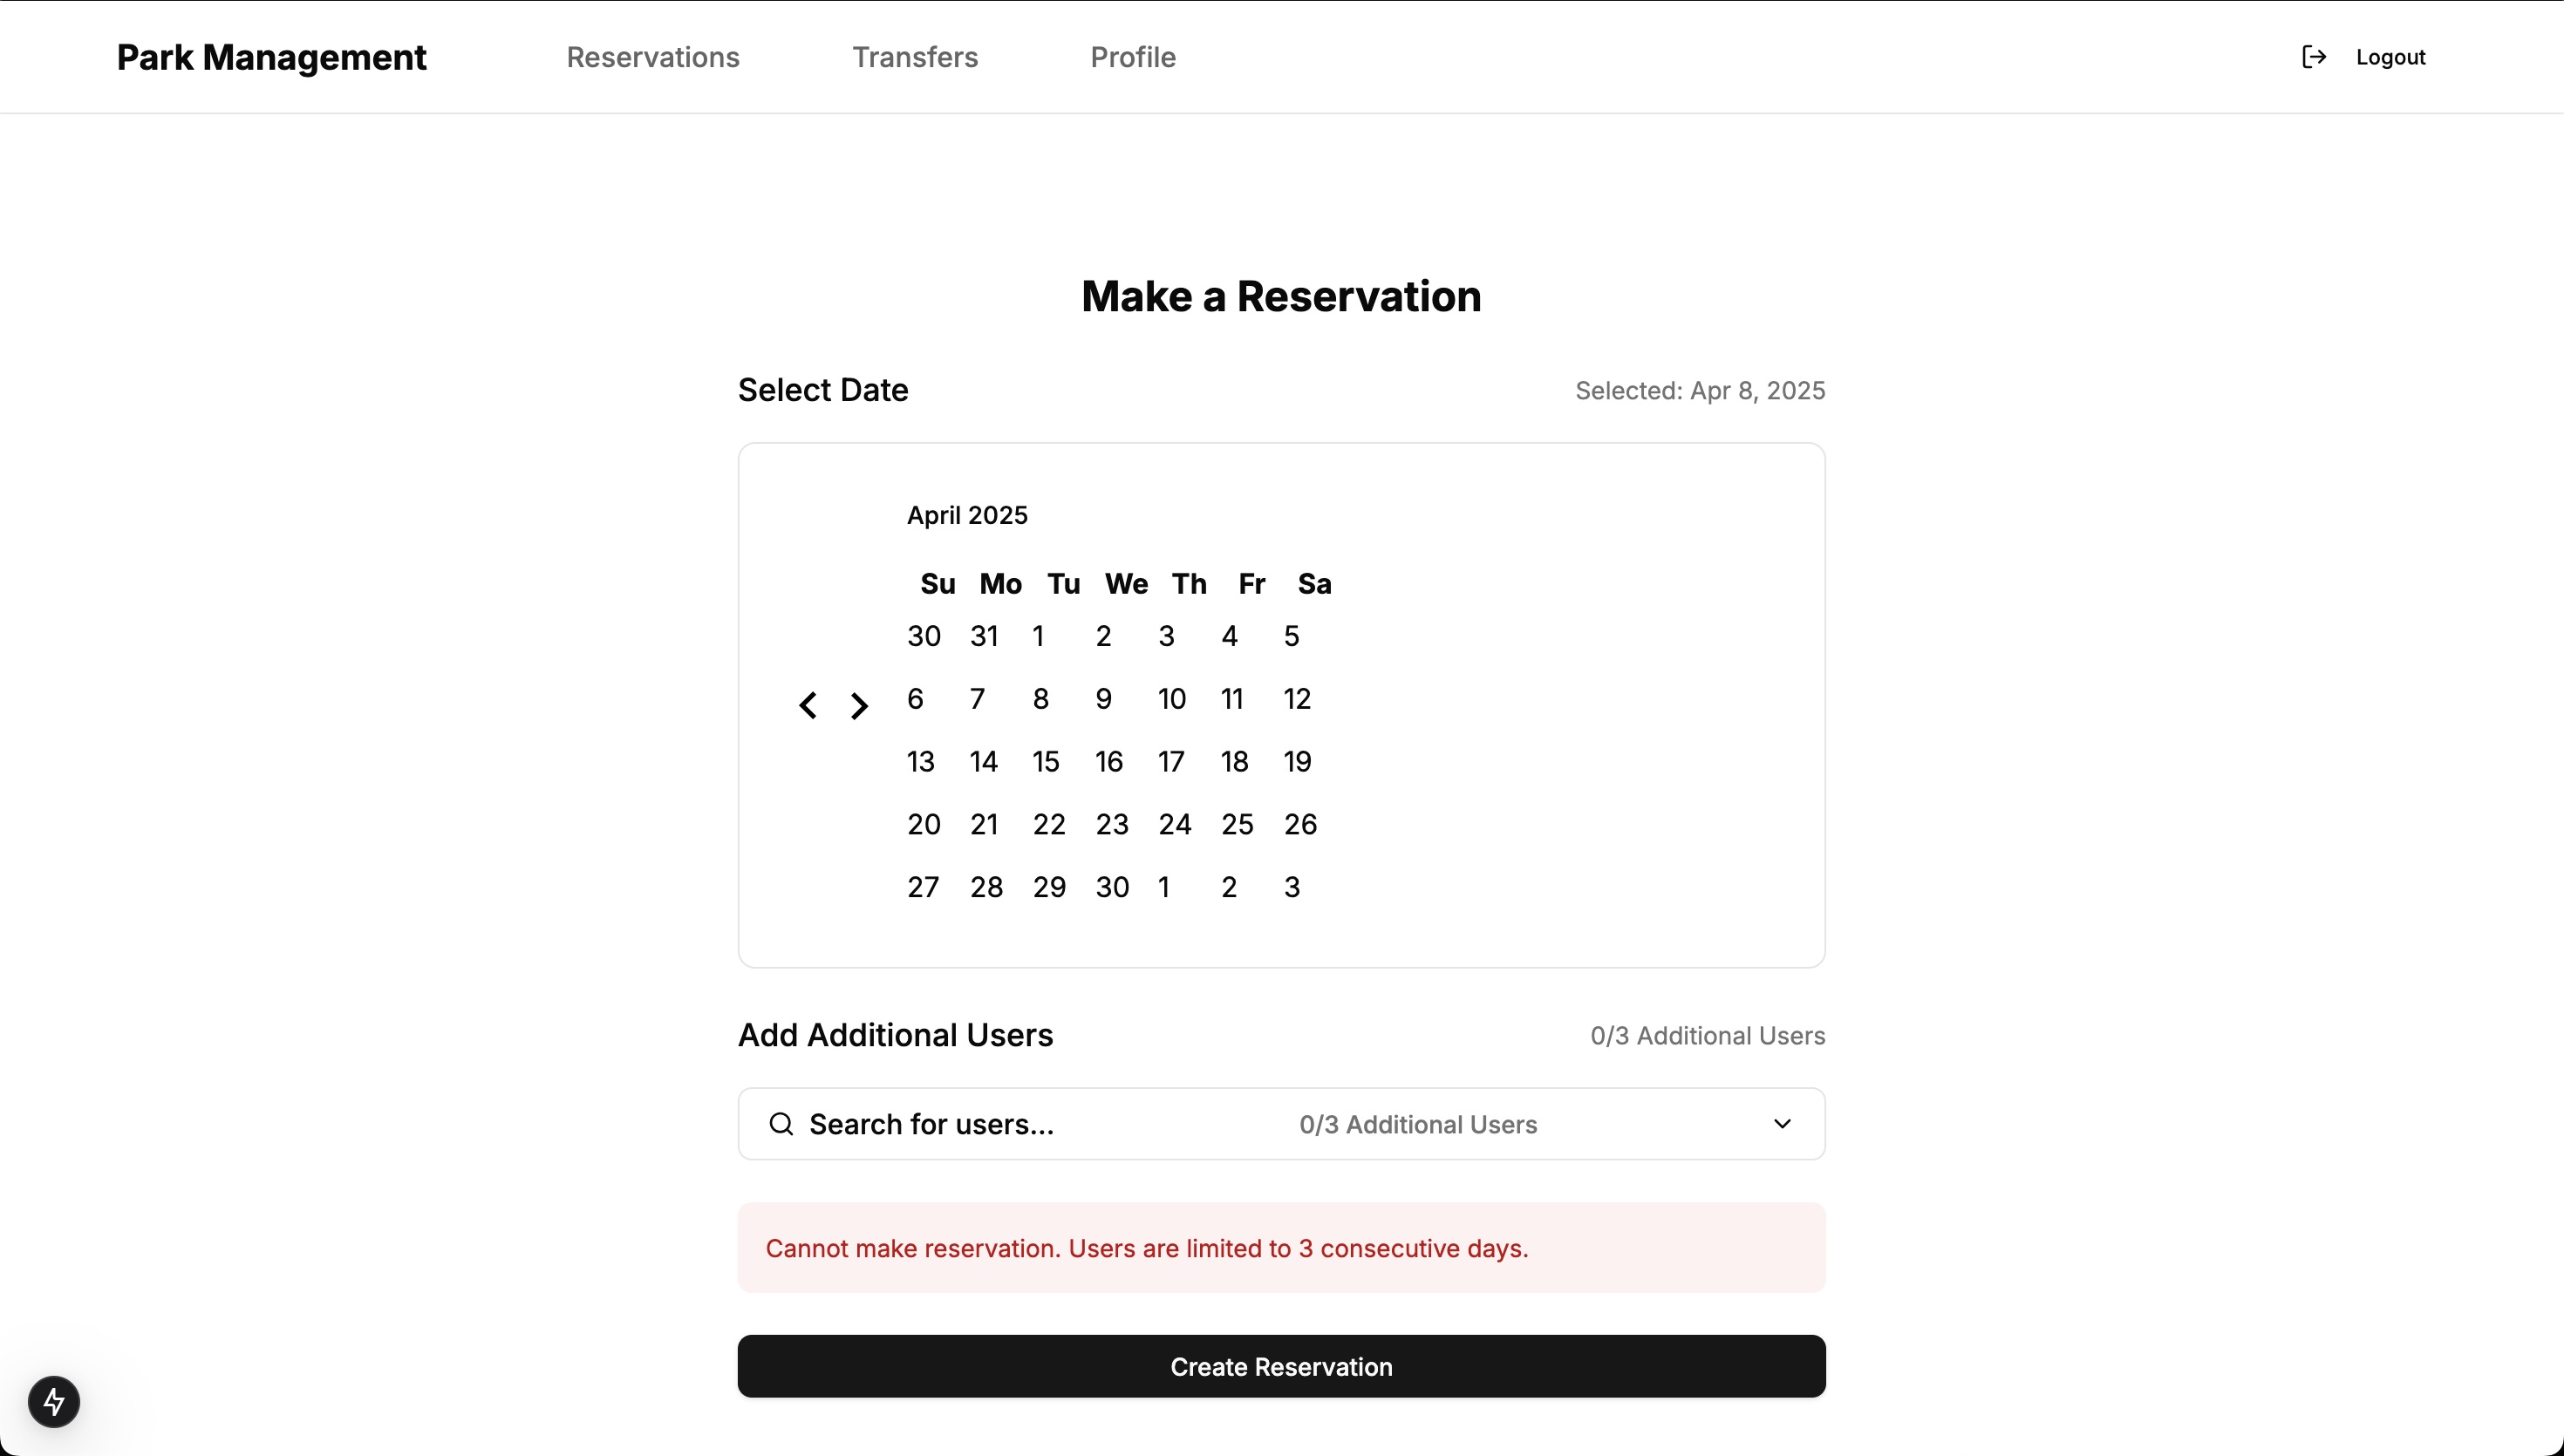 Park Management Reservations Transfers Profile Logout
Make a Reservation
Select Date Selected: Apr 8, 2025
April 2025
Su Mo Tu We Th Fr Sa
30 31 1 2 3 4 5
6 7 8 9 10 11 12
13 14 15 16 17 18 19
20 21 22 23 24 25 26
27 28 29 30 1 2 3
Add Additional Users 0/3 Additional Users
Search for users... 0/3 Additional Users
Cannot make reservation. Users are limited to 3 consecutive days.
Create Reservation